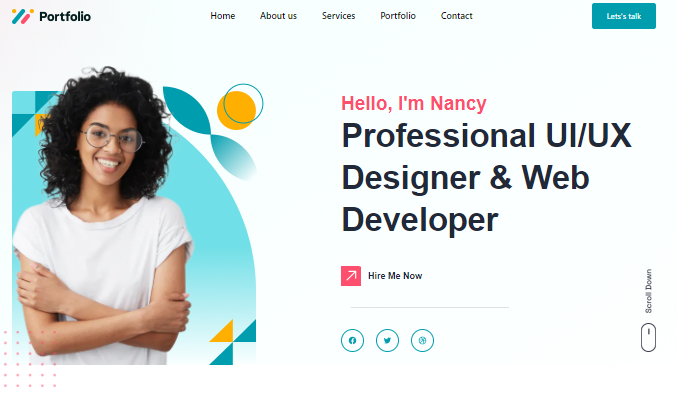 Portfolio
Home About us Services Portfolio Contact
Lets's talk
Hello, I'm Nancy
Professional UI/UX
Designer & Web
Developer
Hire Me Now
Scroll Down